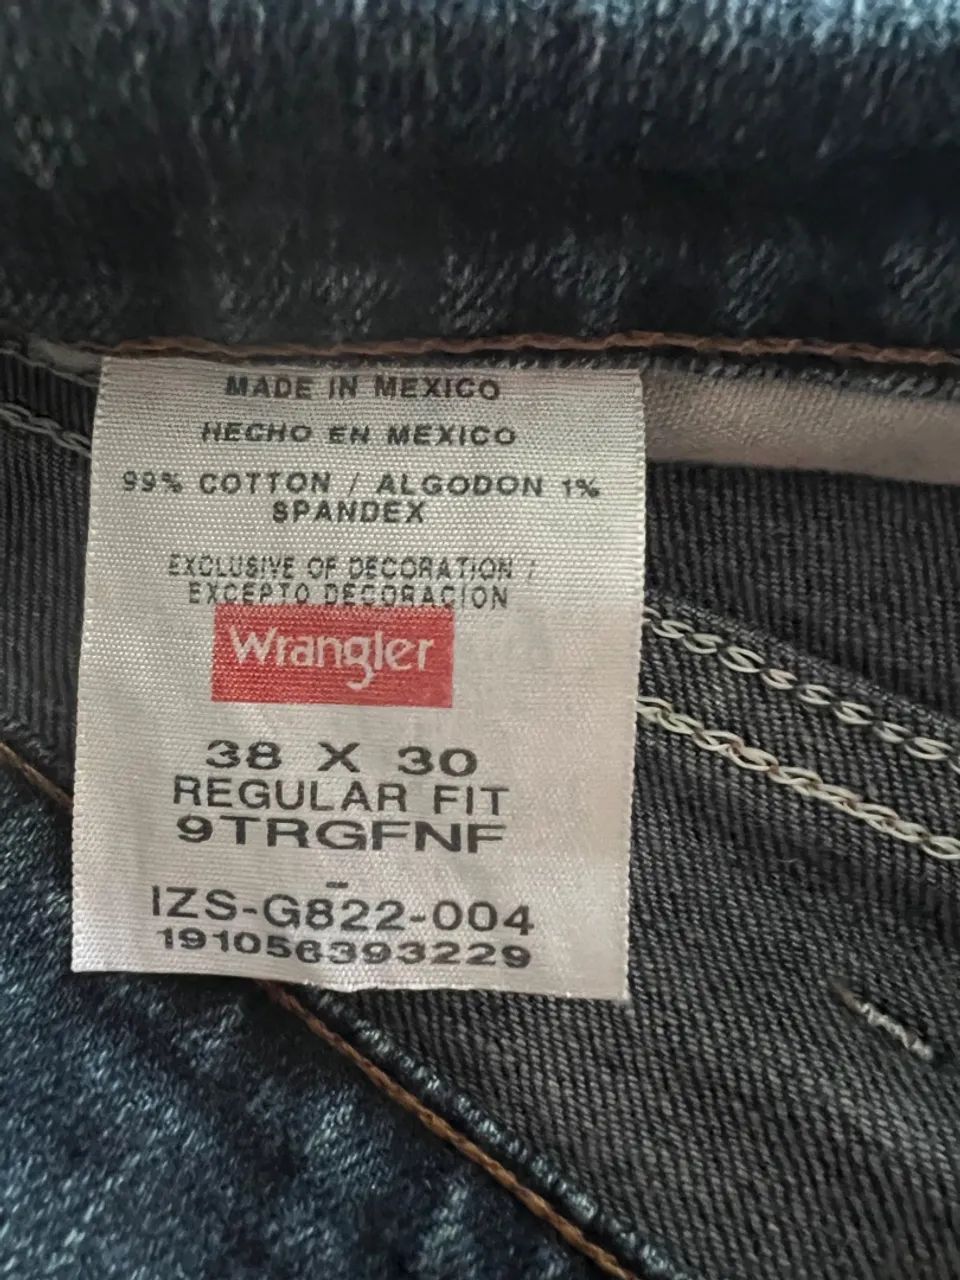 MADE IN MEXICO
HECHO EN MEXICO
99% COTTON / ALGODON 1%
SPANDEX
EXCLUSIVE OF DECORATION /
EXCEPTO DECORACION
Wrangler
38 X 30
REGULAR FIT
9TRGFNF
-
IZS-G822-004
191056393229